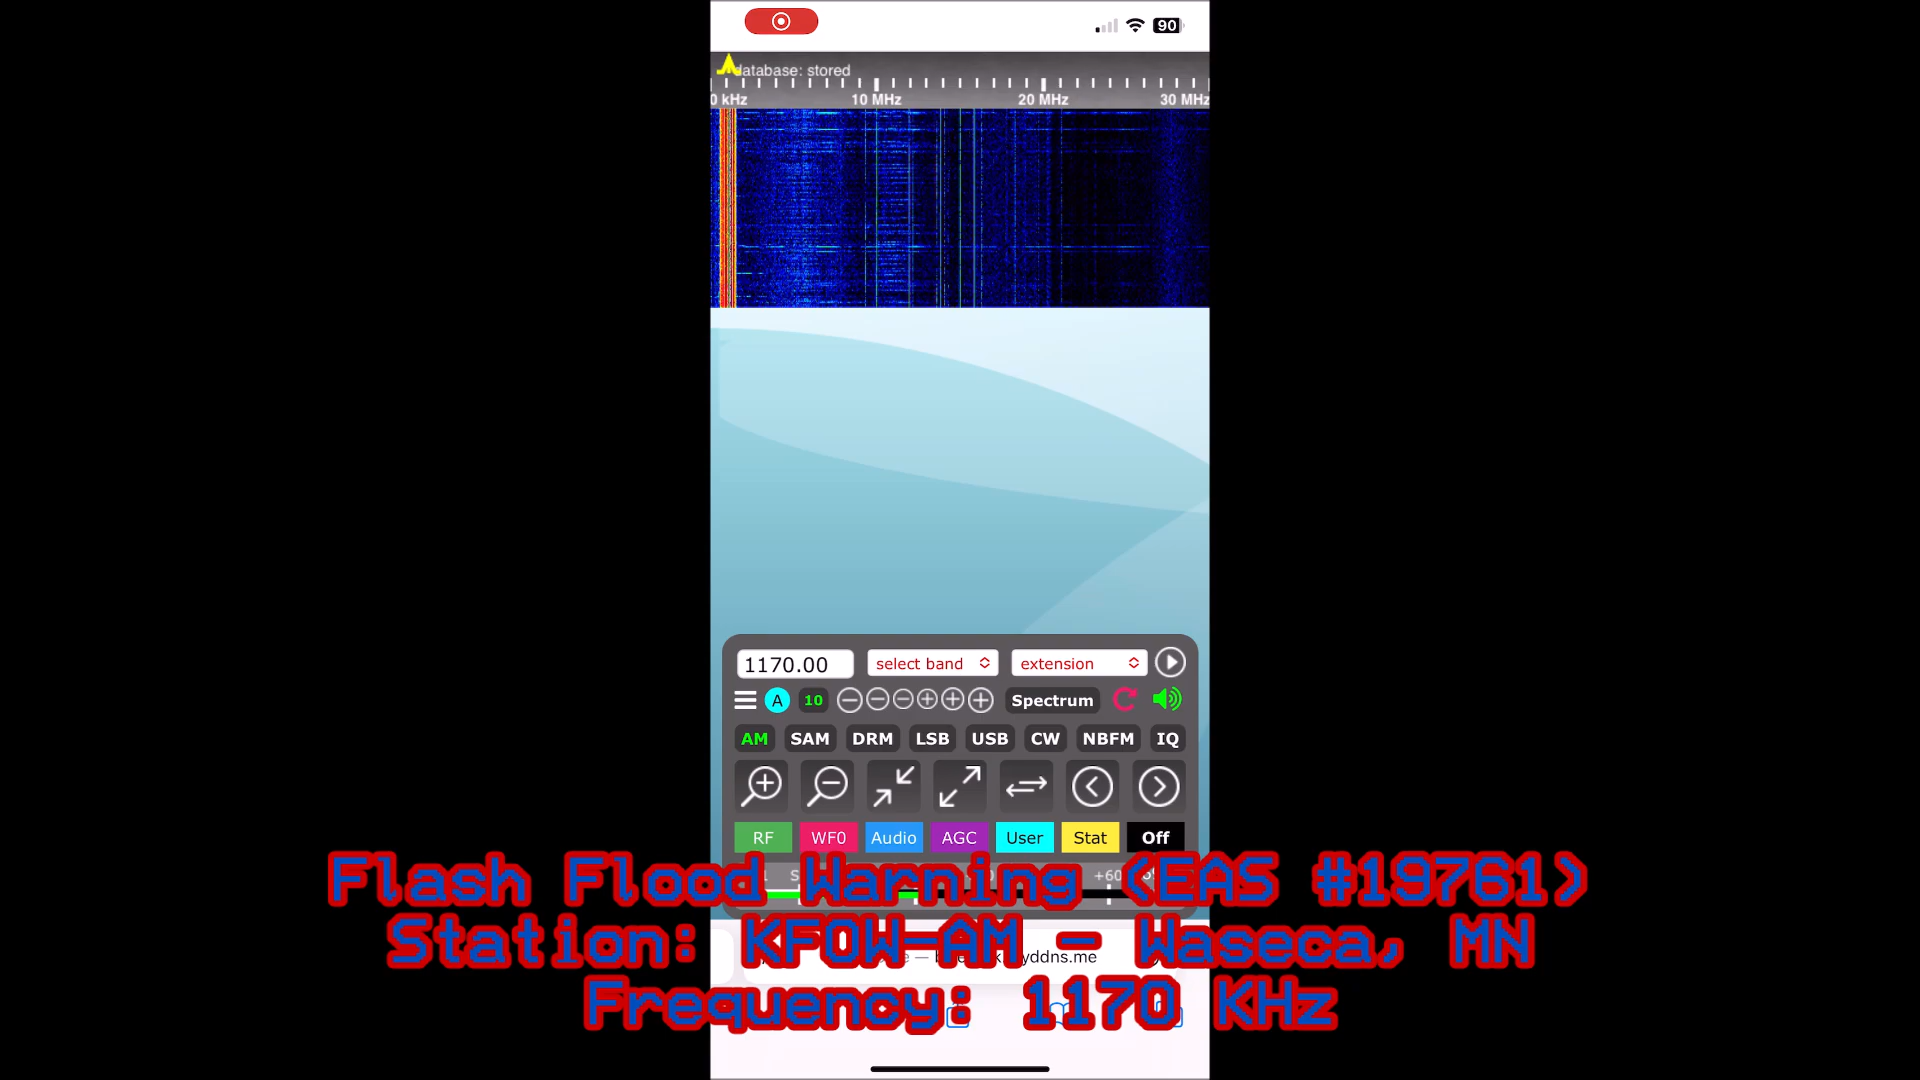 90
database: stored
0 kHz 10 MHz 20 MHz 30 MHz
1170.00 select band extension
A 10 Spectrum
AM SAM DRM LSB USB CW NBFM IQ
RF WF0 Audio AGC User Stat Off
+60
Flash Flood Warning (EAS #19761)
Station: KFOW-AM - Waseca, MN
yddns.me
Frequency: 1170 KHz